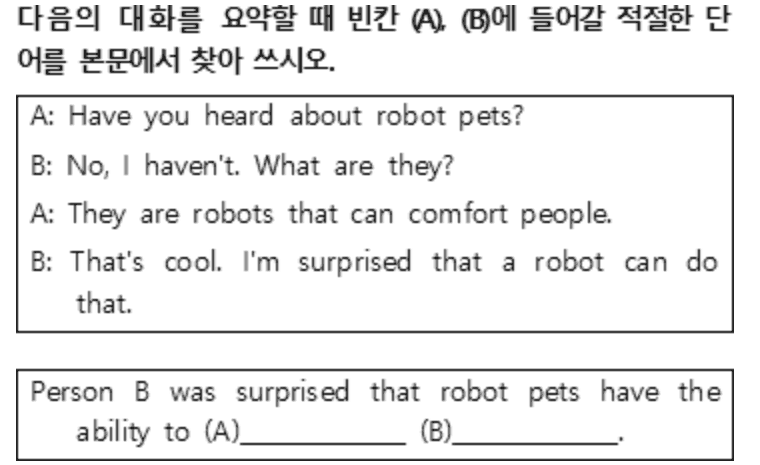 다음의 대화를 요약할 때 빈칸 (A), (B)에 들어갈 적절한 단
어를 본문에서 찾아 쓰시오.
A: Have you heard about robot pets?
B: No, I haven't. What are they?
A: They are robots that can comfort people.
B: That's cool. I'm surprised that a robot can do
that.
Person B was surprised that robot pets have the
ability to (A)____________ (B)____________.